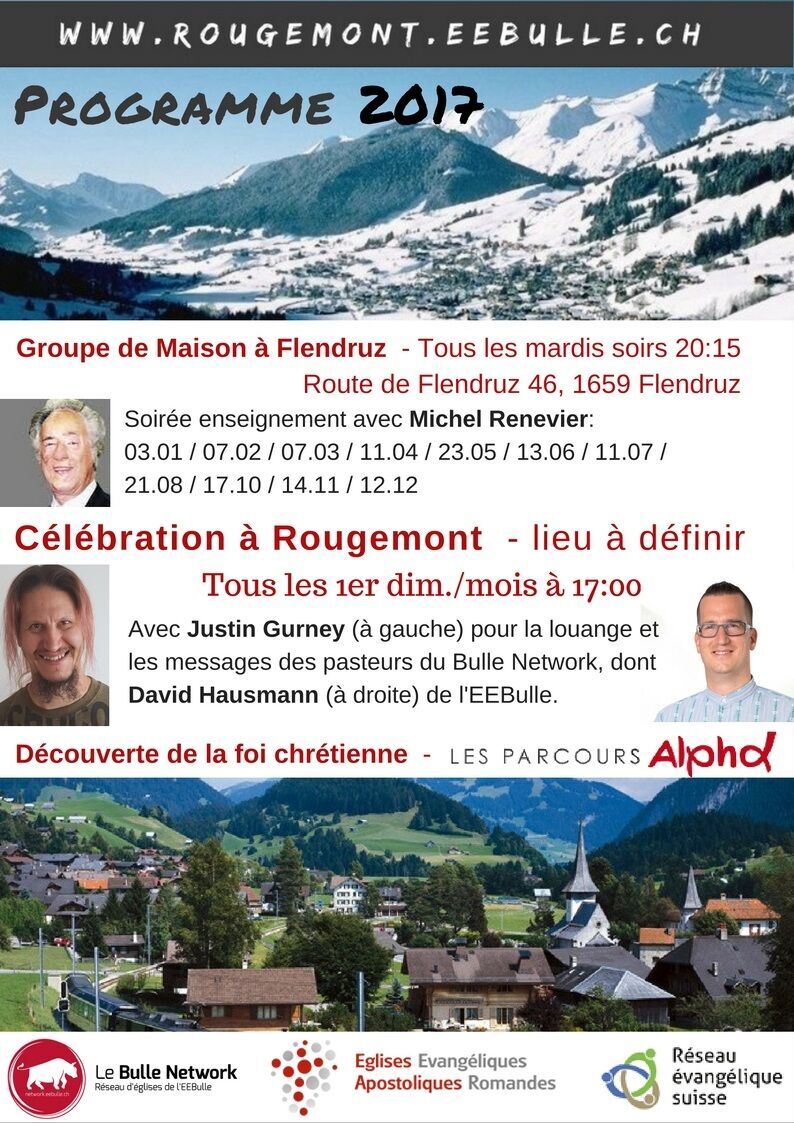 WWW.ROUGEMONT.EEBULLE.CH
PROGRAMME 2017
Groupe de Maison à Flendruz - Tous les mardis soirs 20:15
Route de Flendruz 46, 1659 Flendruz
Soirée enseignement avec Michel Renevier:
03.01 / 07.02 / 07.03 / 11.04 / 23.05 / 13.06 / 11.07 /
21.08 / 17.10 / 14.11 / 12.12
Célébration à Rougemont - lieu à définir
Tous les 1er dim./mois à 17:00
Avec Justin Gurney (à gauche) pour la louange et
les messages des pasteurs du Bulle Network, dont
David Hausmann (à droite) de l'EEBulle.
Découverte de la foi chrétienne - LES PARCOURS Alpha
Le Bulle Network
Réseau d'églises de l'EEBulle
network.eebulle.ch
Eglises Evangéliques
Apostoliques Romandes
Réseau
évangélique
suisse